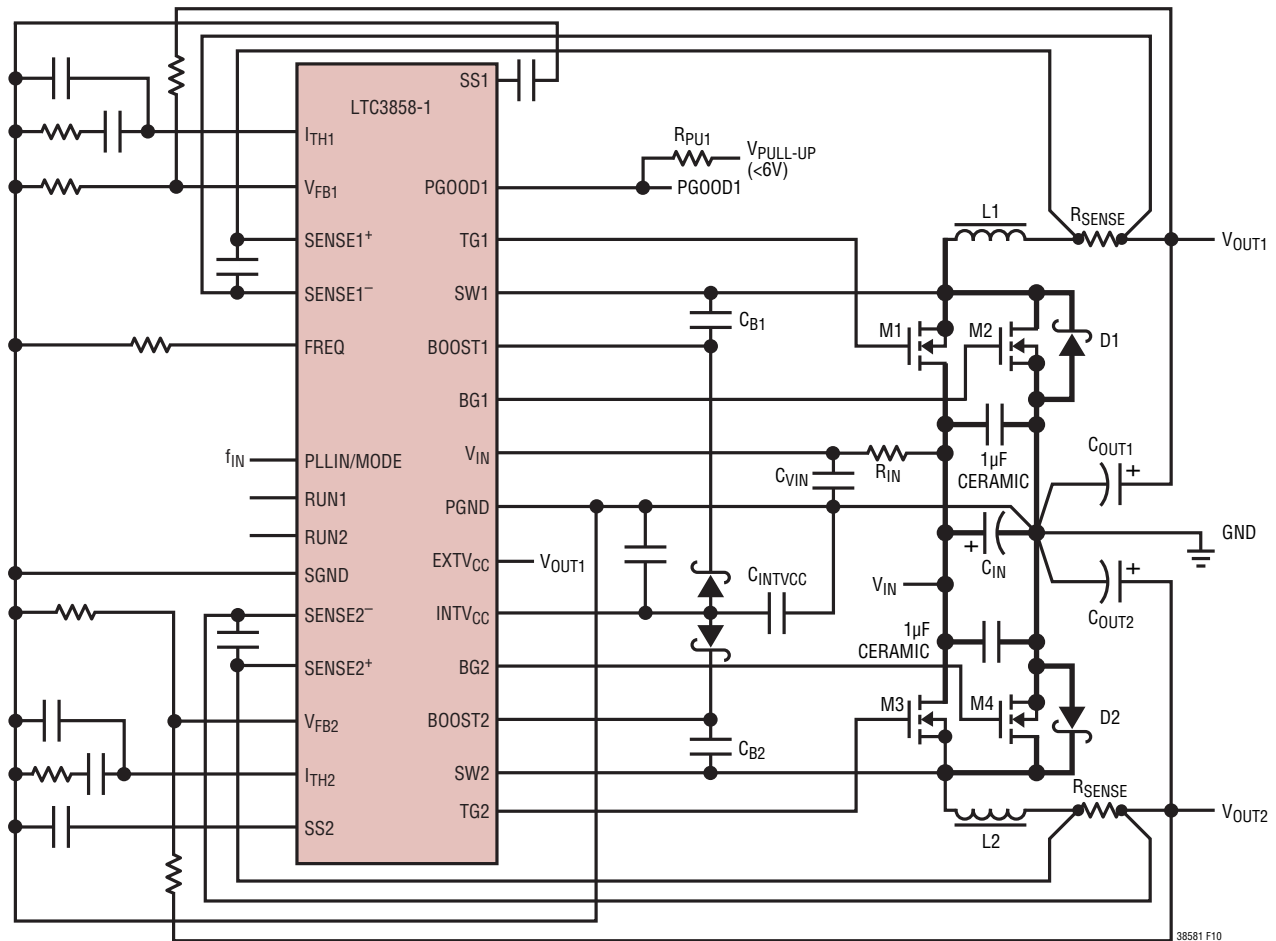 SS1
LTC3858-1
ITH1
RPU1
VPULL-UP
(<6V)
VFB1
PGOOD1
PGOOD1
L1
RSENSE
SENSE1+
TG1
VOUT1
SENSE1–
SW1
CB1
M1
M2
D1
FREQ
BOOST1
BG1
fIN
PLLIN/MODE
VIN
CVIN
RIN
1µF
CERAMIC
COUT1
+
RUN1
PGND
RUN2
GND
EXTVCC
VOUT1
+
CIN
SGND
CINTVCC
VIN
+
SENSE2–
INTVCC
COUT2
1µF
CERAMIC
SENSE2+
BG2
M3
M4
D2
VFB2
BOOST2
CB2
ITH2
SW2
RSENSE
TG2
VOUT2
SS2
L2
38581 F10